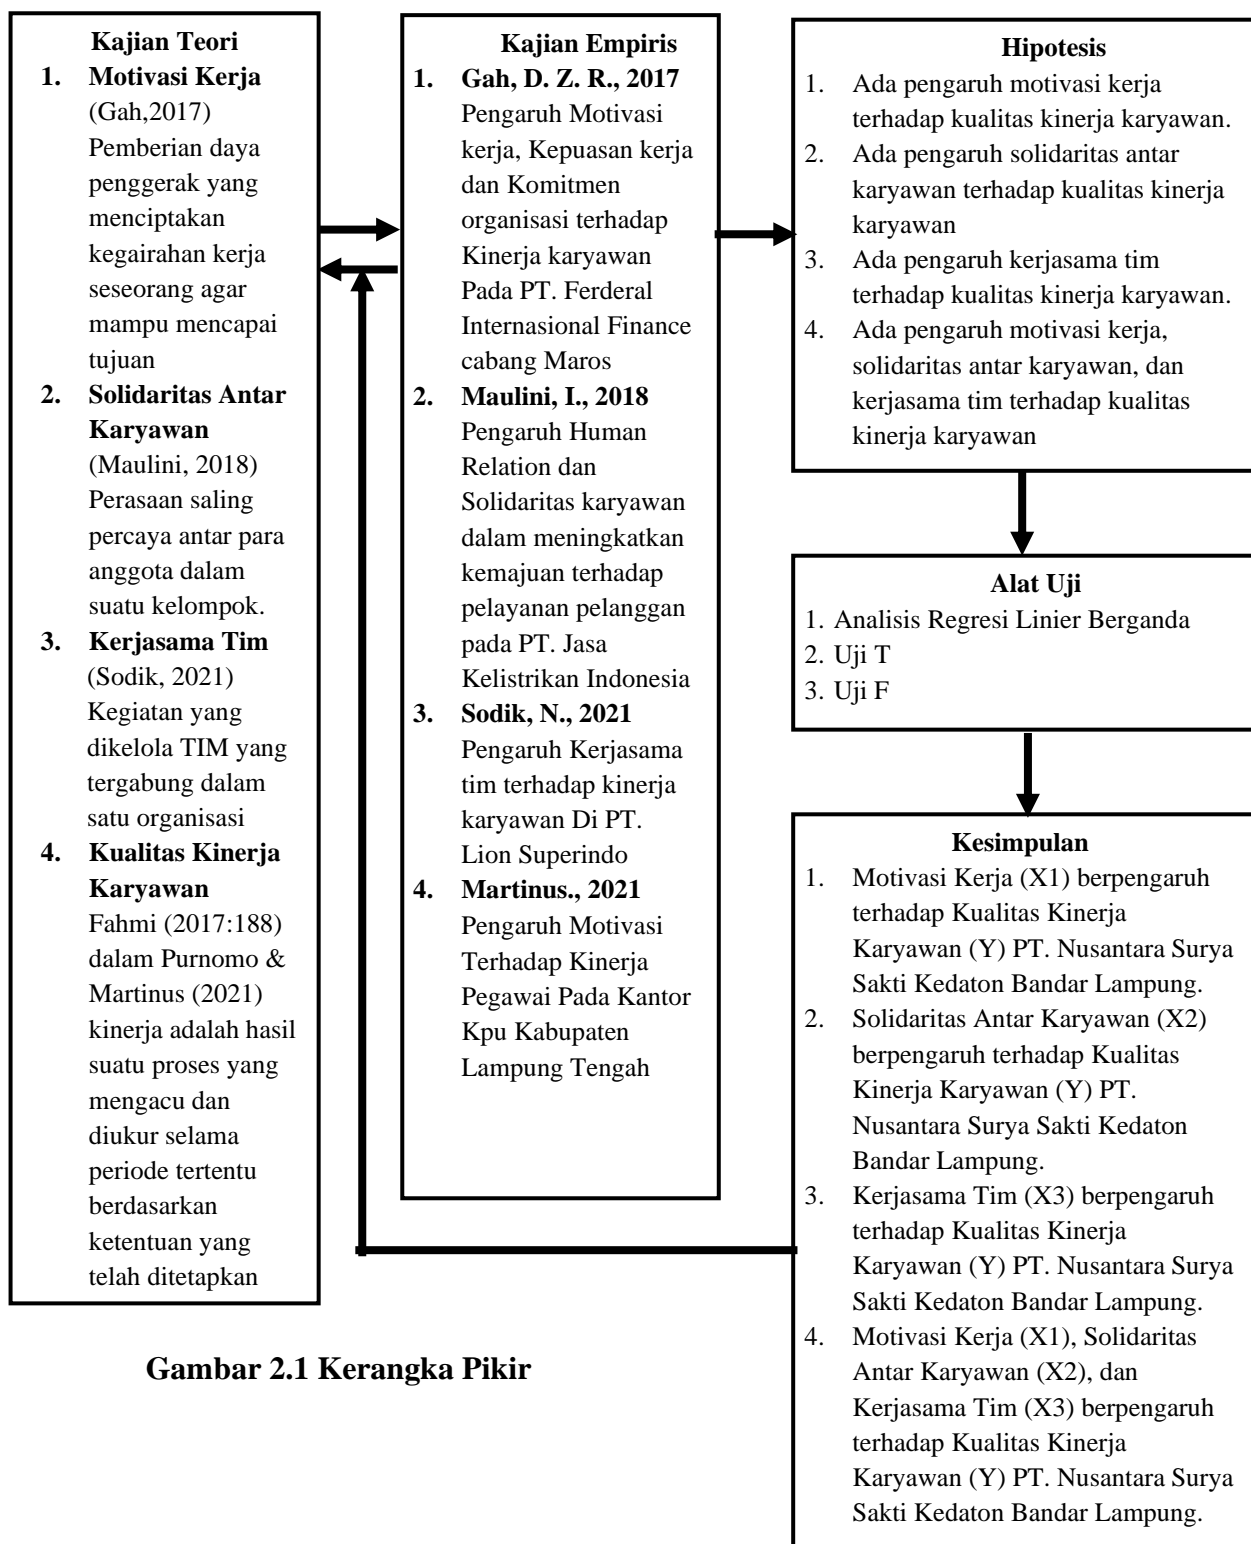 Kajian Teori
1. Motivasi Kerja
(Gah,2017)
Pemberian daya
penggerak yang
menciptakan
kegairahan kerja
seseorang agar
mampu mencapai
tujuan
2. Solidaritas Antar
Karyawan
(Maulini, 2018)
Perasaan saling
percaya antar para
anggota dalam
suatu kelompok.
3. Kerjasama Tim
(Sodik, 2021)
Kegiatan yang
dikelola TIM yang
tergabung dalam
satu organisasi
4. Kualitas Kinerja
Karyawan
Fahmi (2017:188)
dalam Purnomo &
Martinus (2021)
kinerja adalah hasil
suatu proses yang
mengacu dan
diukur selama
periode tertentu
berdasarkan
ketentuan yang
telah ditetapkan
Kajian Empiris
1. Gah, D. Z. R., 2017
Pengaruh Motivasi
kerja, Kepuasan kerja
dan Komitmen
organisasi terhadap
Kinerja karyawan
Pada PT. Ferderal
Internasional Finance
cabang Maros
2. Maulini, I., 2018
Pengaruh Human
Relation dan
Solidaritas karyawan
dalam meningkatkan
kemajuan terhadap
pelayanan pelanggan
pada PT. Jasa
Kelistrikan Indonesia
3. Sodik, N., 2021
Pengaruh Kerjasama
tim terhadap kinerja
karyawan Di PT.
Lion Superindo
4. Martinus., 2021
Pengaruh Motivasi
Terhadap Kinerja
Pegawai Pada Kantor
Kpu Kabupaten
Lampung Tengah
Hipotesis
1. Ada pengaruh motivasi kerja
terhadap kualitas kinerja karyawan.
2. Ada pengaruh solidaritas antar
karyawan terhadap kualitas kinerja
karyawan
3. Ada pengaruh kerjasama tim
terhadap kualitas kinerja karyawan.
4. Ada pengaruh motivasi kerja,
solidaritas antar karyawan, dan
kerjasama tim terhadap kualitas
kinerja karyawan
Alat Uji
1. Analisis Regresi Linier Berganda
2. Uji T
3. Uji F
Kesimpulan
1. Motivasi Kerja (X1) berpengaruh
terhadap Kualitas Kinerja
Karyawan (Y) PT. Nusantara Surya
Sakti Kedaton Bandar Lampung.
2. Solidaritas Antar Karyawan (X2)
berpengaruh terhadap Kualitas
Kinerja Karyawan (Y) PT.
Nusantara Surya Sakti Kedaton
Bandar Lampung.
3. Kerjasama Tim (X3) berpengaruh
terhadap Kualitas Kinerja
Karyawan (Y) PT. Nusantara Surya
Sakti Kedaton Bandar Lampung.
4. Motivasi Kerja (X1), Solidaritas
Antar Karyawan (X2), dan
Kerjasama Tim (X3) berpengaruh
terhadap Kualitas Kinerja
Karyawan (Y) PT. Nusantara Surya
Sakti Kedaton Bandar Lampung.
Gambar 2.1 Kerangka Pikir